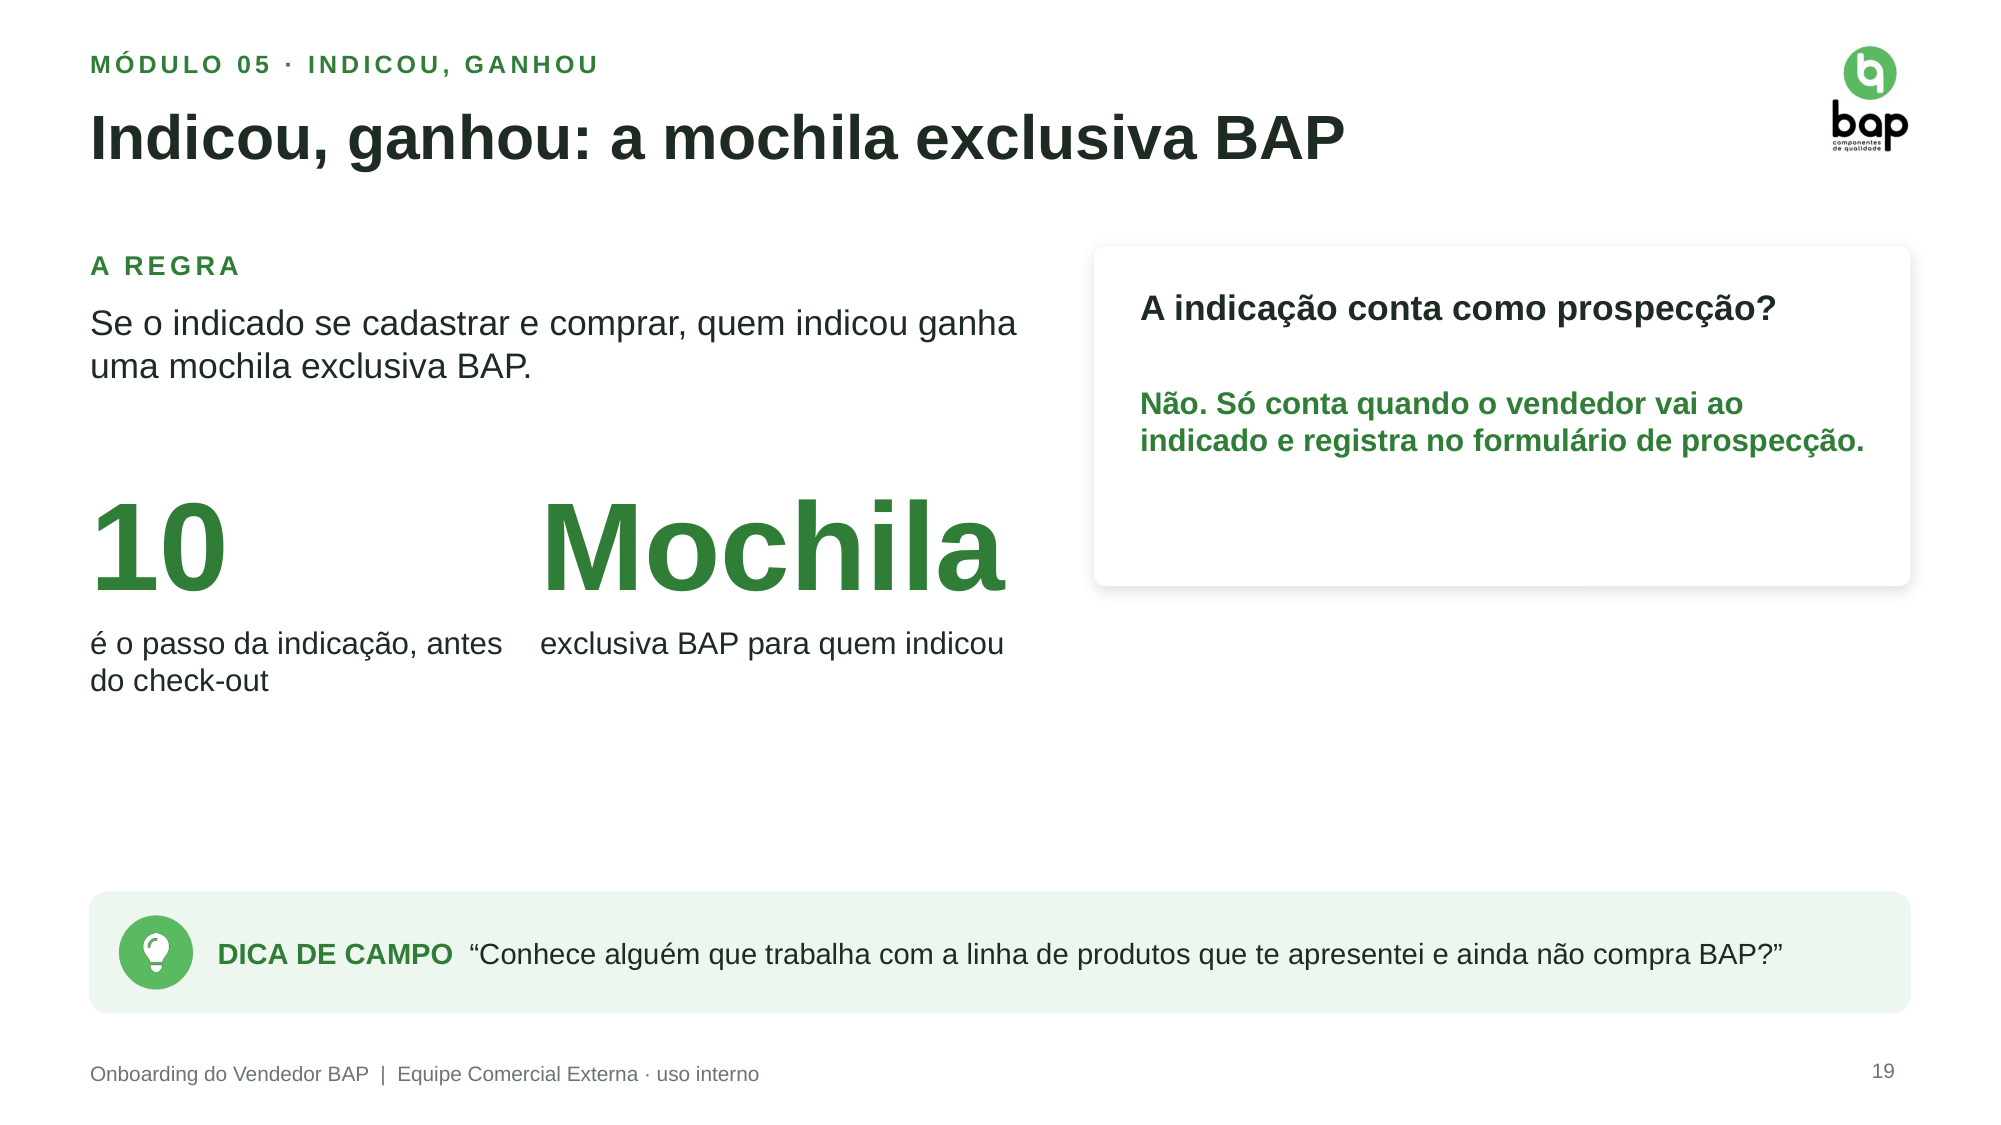 MÓDULO 05 · INDICOU, GANHOU
Indicou, ganhou: a mochila exclusiva BAP
bap
componentes
de qualidade
A REGRA
Se o indicado se cadastrar e comprar, quem indicou ganha
uma mochila exclusiva BAP.
10
é o passo da indicação, antes
do check-out
Mochila
exclusiva BAP para quem indicou
A indicação conta como prospecção?
Não. Só conta quando o vendedor vai ao
indicado e registra no formulário de prospecção.
DICA DE CAMPO “Conhece alguém que trabalha com a linha de produtos que te apresentei e ainda não compra BAP?”
Onboarding do Vendedor BAP | Equipe Comercial Externa · uso interno
19